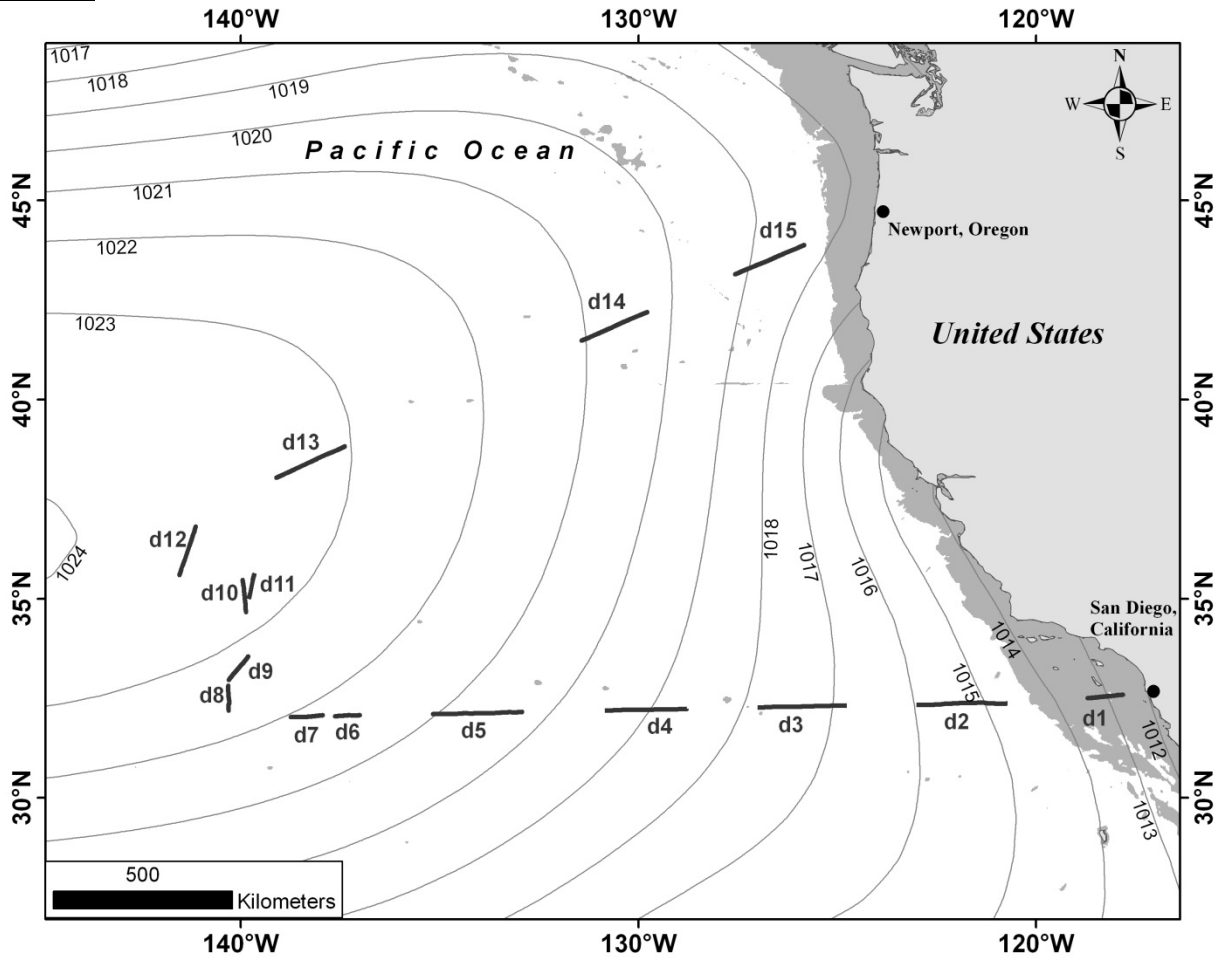 140°W 130°W 120°W
1017
1018
1019
1020
Pacific Ocean
N
W E
S
45°N 45°N
1021
Newport, Oregon
d15
1022
d14
1023
United States
40°N 40°N
d13
d12
1024
1018
1017
1016
d10 d11
35°N 35°N
San Diego,
California
1014
d9
d8
1015
d7 d6 d5 d4 d3 d2 d1
1012
1013
30°N 30°N
500
Kilometers
140°W 130°W 120°W